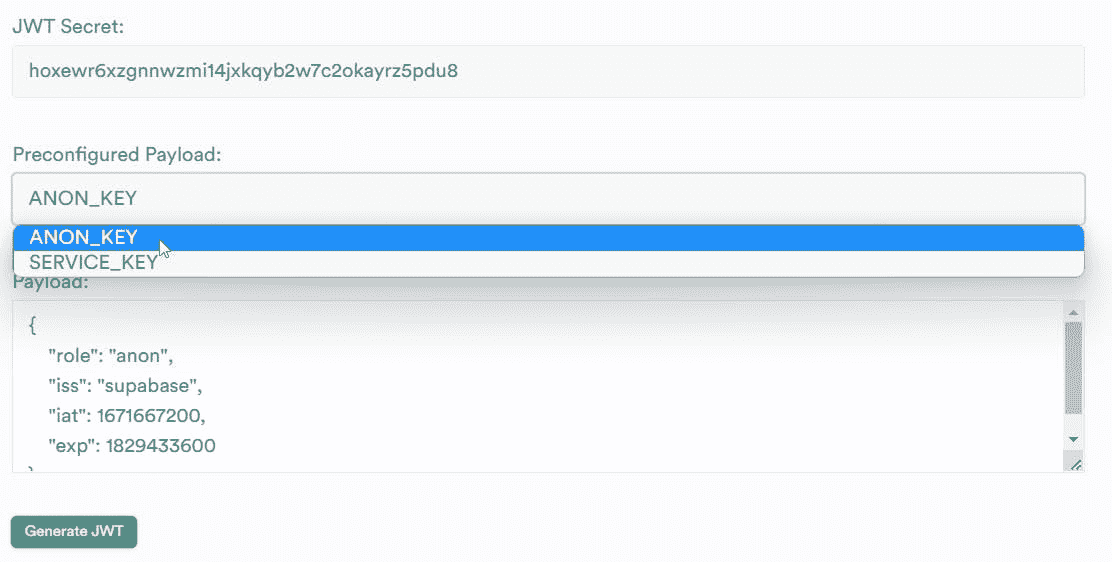 JWT Secret:
hoxewr6xzgnnwzmi14jxkqyb2w7c2okayrz5pdu8
Preconfigured Payload:
ANON_KEY
ANON_KEY
SERVICE_KEY
Payload:
{
"role": "anon",
"iss": "supabase",
"iat": 1671667200,
"exp": 1829433600
Generate JWT